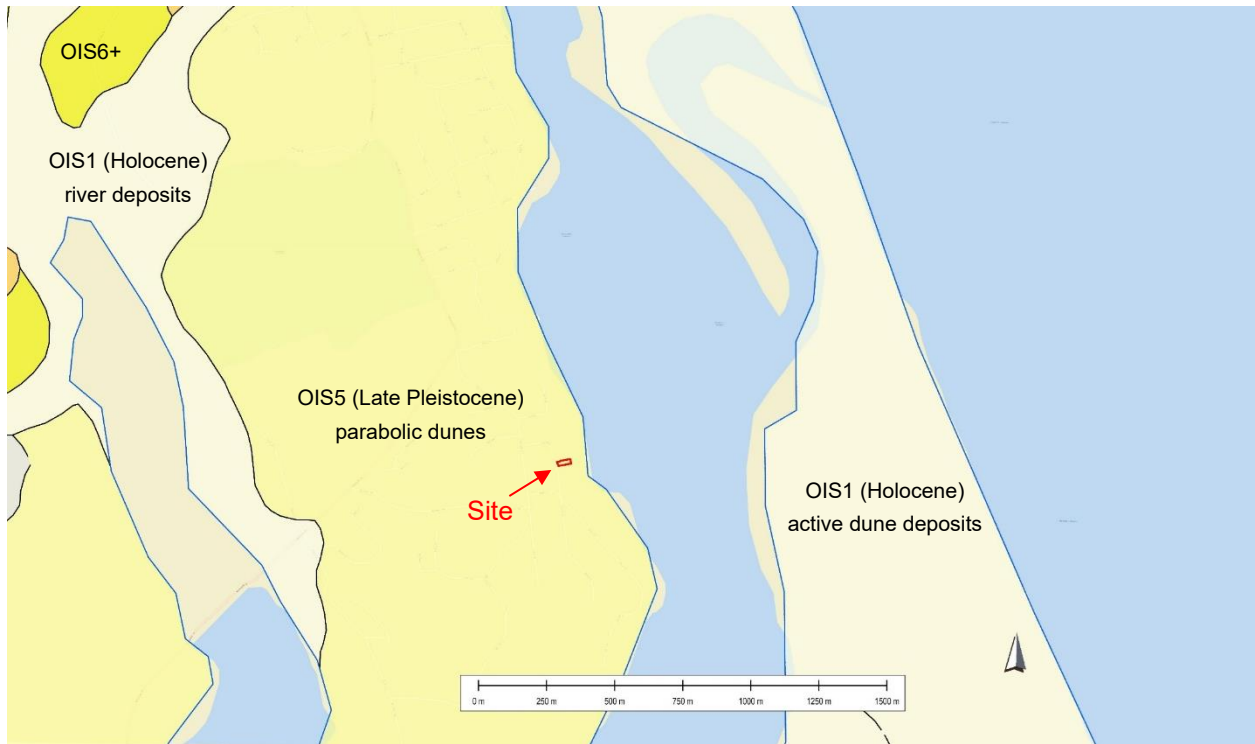 OIS6+
OIS1 (Holocene)
river deposits
OIS5 (Late Pleistocene)
parabolic dunes
Site
OIS1 (Holocene)
active dune deposits
0 m 250 m 500 m 750 m 1000 m 1250 m 1500 m